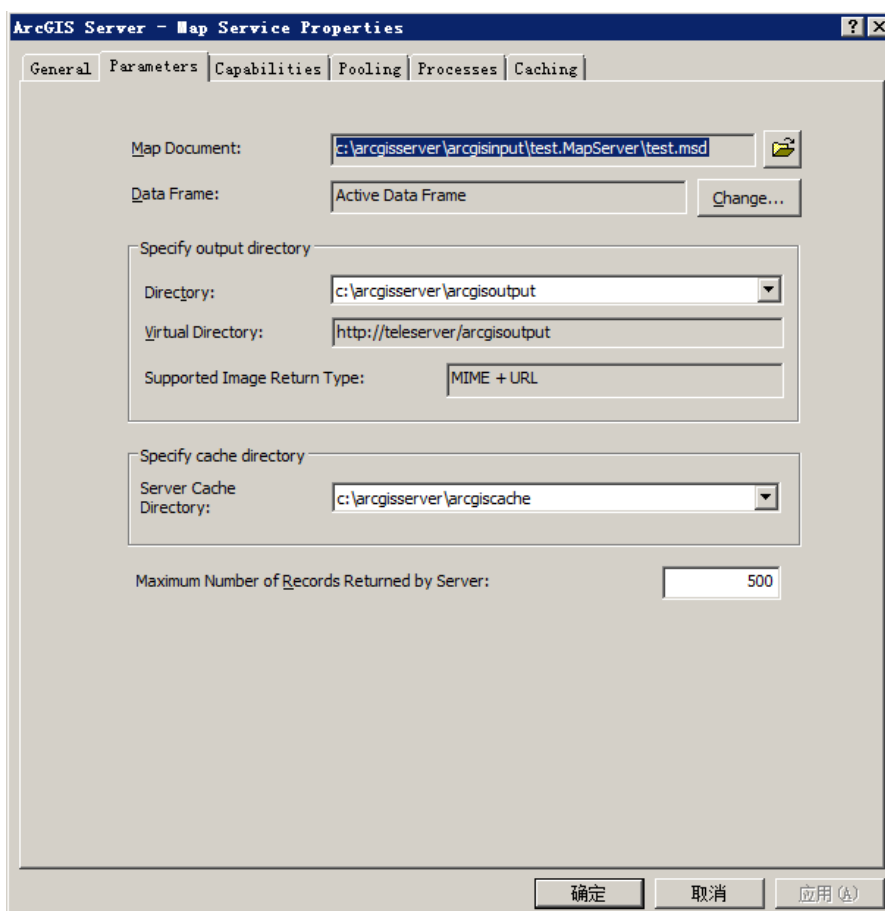 ArcGIS Server - Map Service Properties
General Parameters Capabilities Pooling Processes Caching
Map Document: c:\arcgisserver\arcgisinput\test.MapServer\test.msd
Data Frame: Active Data Frame Change...
Specify output directory
Directory: c:\arcgisserver\arcgisoutput
Virtual Directory: http://teleserver/arcgisoutput
Supported Image Return Type: MIME + URL
Specify cache directory
Server Cache
Directory: c:\arcgisserver\arcgiscache
Maximum Number of Records Returned by Server: 500
确定 取消 应用(A)